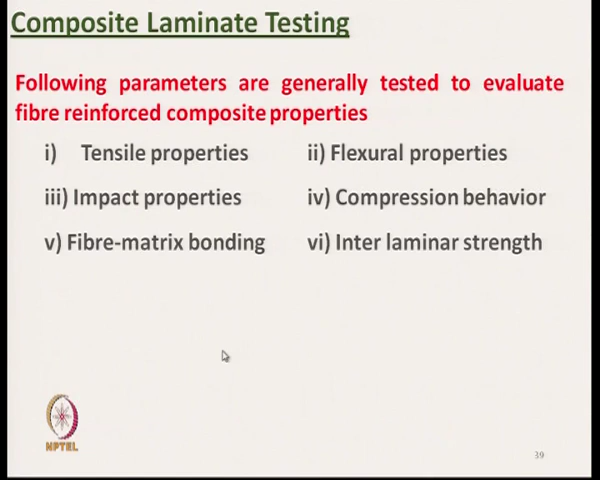 Composite Laminate Testing
Following parameters are generally tested to evaluate
fibre reinforced composite properties
i) Tensile properties ii) Flexural properties
iii) Impact properties iv) Compression behavior
v) Fibre-matrix bonding vi) Inter laminar strength
NPTEL
39